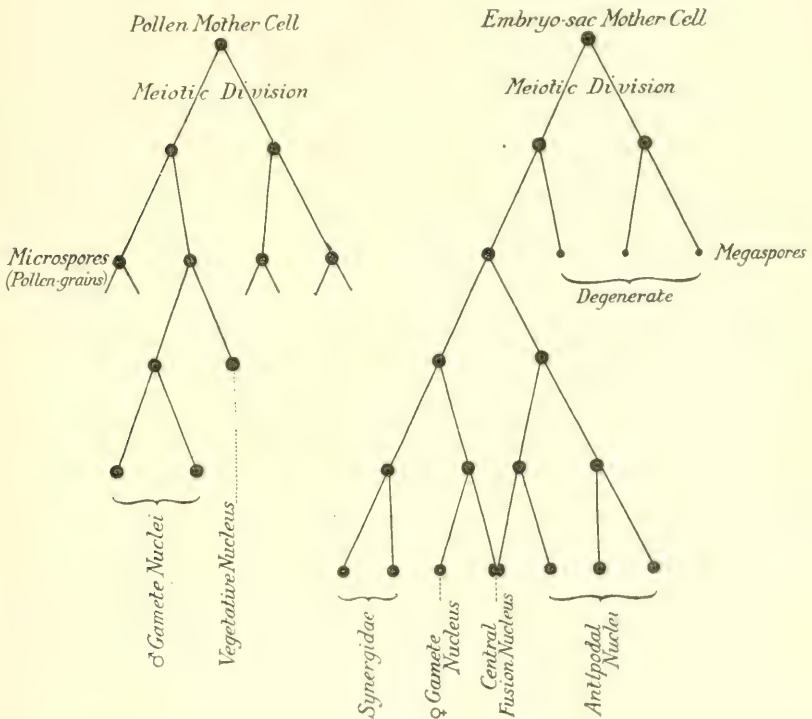 Pollen Mother Cell
Meiotic Division
Microspores
(Pollen-grains)
♂ Gamete Nuclei
Vegetative Nucleus
Embryo-sac Mother Cell
Meiotic Division
Megaspores
Degenerate
Synergidae
♀ Gamete
Nucleus
Central
Fusion Nucleus
Antipodal
Nuclei